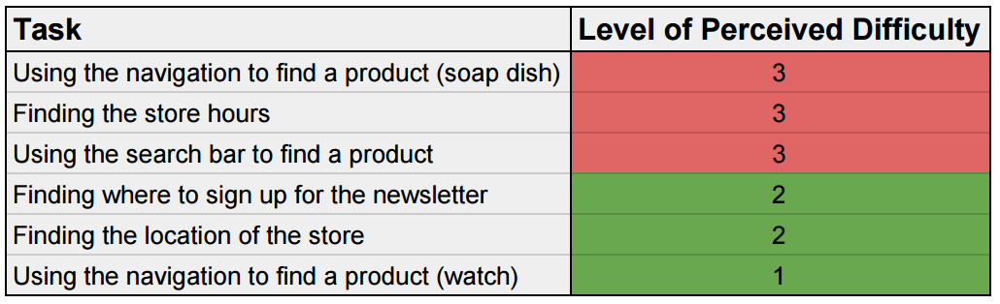 Task Level of Perceived Difficulty
Using the navigation to find a product (soap dish) 3
Finding the store hours 3
Using the search bar to find a product 3
Finding where to sign up for the newsletter 2
Finding the location of the store 2
Using the navigation to find a product (watch) 1